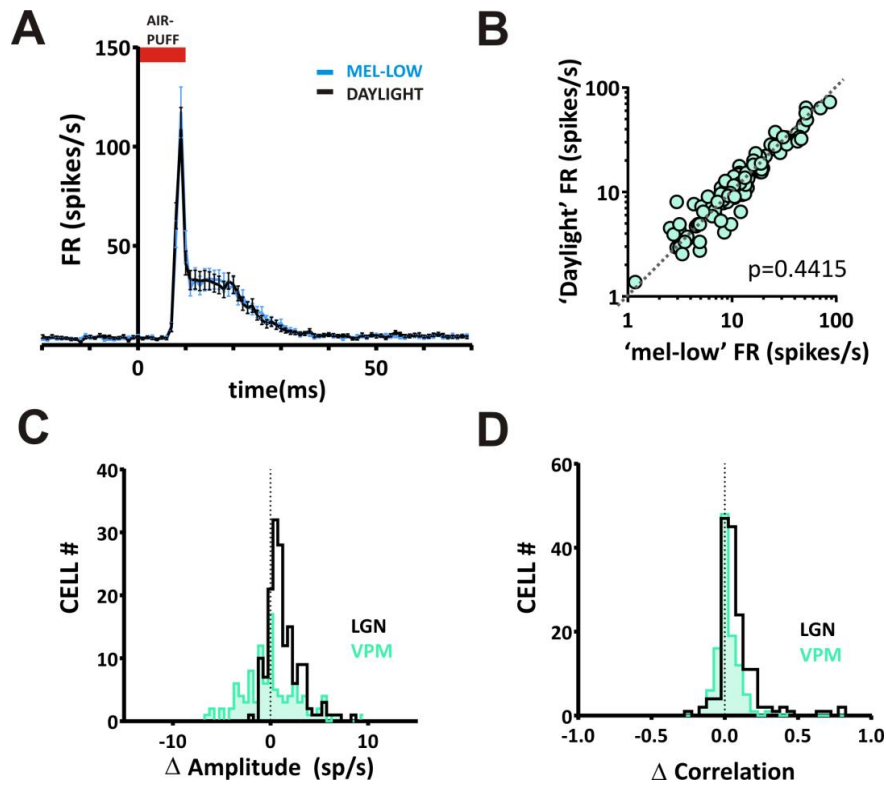 A
AIR-
PUFF
150
100
50
FR (spikes/s)
MEL-LOW
DAYLIGHT
0
50
time(ms)
B
'Daylight' FR (spikes/s)
100
10
1
p=0.4415
1
10
100
'mel-low' FR (spikes/s)
C
CELL #
40
30
20
10
0
LGN
VPM
-10
0
10
Δ Amplitude (sp/s)
D
CELL #
60
40
20
0
LGN
VPM
-1.0
-0.5
0.0
0.5
1.0
Δ Correlation